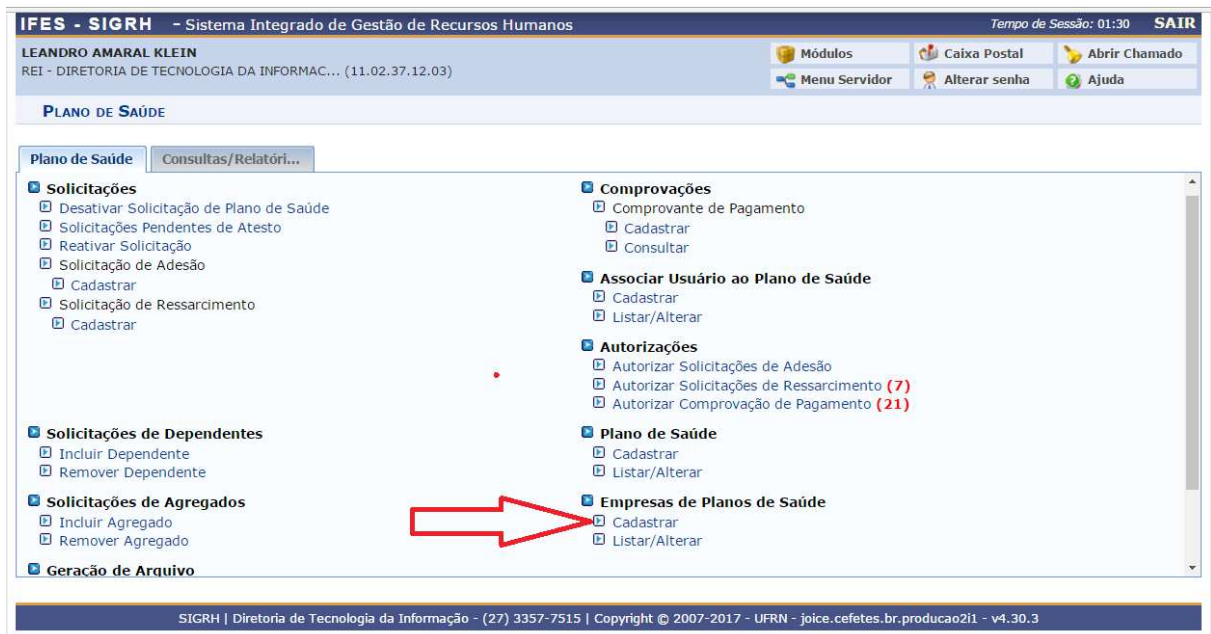 IFES - SIGRH - Sistema Integrado de Gestão de Recursos Humanos
Tempo de Sessão: 01:30 SAIR
LEANDRO AMARAL KLEIN
REI - DIRETORIA DE TECNOLOGIA DA INFORMAC... (11.02.37.12.03)
Módulos Caixa Postal Abrir Chamado
Menu Servidor Alterar senha Ajuda
PLANO DE SAÚDE
Plano de Saúde Consultas/Relatóri...
Solicitações
Desativar Solicitação de Plano de Saúde
Solicitações Pendentes de Atesto
Reativar Solicitação
Solicitação de Adesão
Cadastrar
Solicitação de Ressarcimento
Cadastrar
Solicitações de Dependentes
Incluir Dependente
Remover Dependente
Solicitações de Agregados
Incluir Agregado
Remover Agregado
Geração de Arquivo
Comprovações
Comprovante de Pagamento
Cadastrar
Consultar
Associar Usuário ao Plano de Saúde
Cadastrar
Listar/Alterar
Autorizações
Autorizar Solicitações de Adesão
Autorizar Solicitações de Ressarcimento (7)
Autorizar Comprovação de Pagamento (21)
Plano de Saúde
Cadastrar
Listar/Alterar
Empresas de Planos de Saúde
Cadastrar
Listar/Alterar
SIGRH | Diretoria de Tecnologia da Informação - (27) 3357-7515 | Copyright © 2007-2017 - UFRN - joice.cefetes.br.producao2i1 - v4.30.3